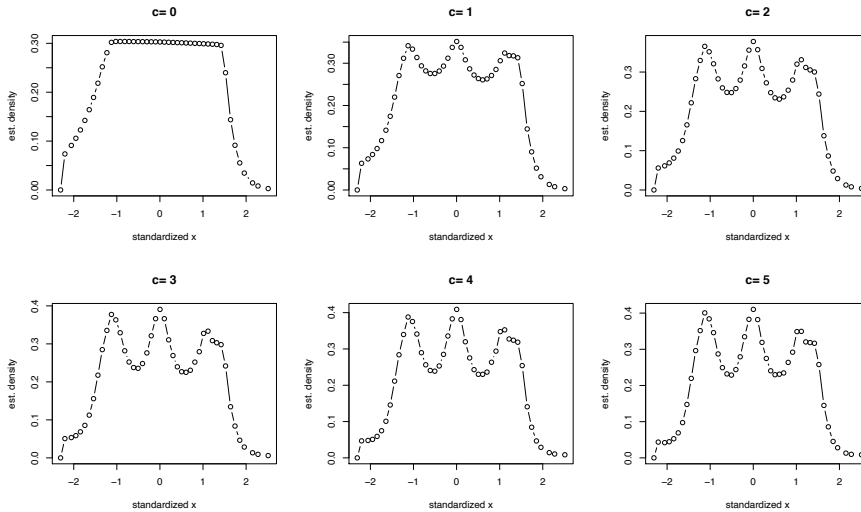 c= 0
est. density
0.00 0.10 0.20 0.30
−2 −1 0 1 2
standardized x
c= 1
est. density
0.00 0.10 0.20 0.30
−2 −1 0 1 2
standardized x
c= 2
est. density
0.0 0.1 0.2 0.3
−2 −1 0 1 2
standardized x
c= 3
est. density
0.0 0.1 0.2 0.3 0.4
−2 −1 0 1 2
standardized x
c= 4
est. density
0.0 0.1 0.2 0.3 0.4
−2 −1 0 1 2
standardized x
c= 5
est. density
0.0 0.1 0.2 0.3 0.4
−2 −1 0 1 2
standardized x